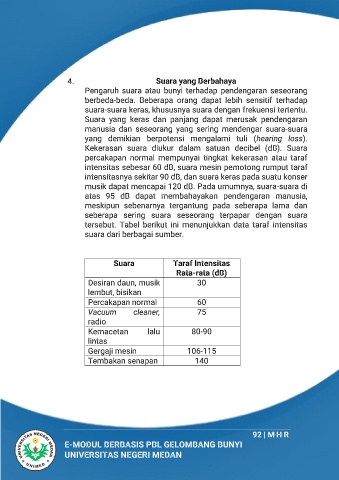 4. Suara yang Berbahaya
Pengaruh suara atau bunyi terhadap pendengaran seseorang
berbeda-beda. Beberapa orang dapat lebih sensitif terhadap
suara-suara keras, khususnya suara dengan frekuensi tertentu.
Suara yang keras dan panjang dapat merusak pendengaran
manusia dan seseorang yang sering mendengar suara-suara
yang demikian berpotensi mengalami tuli (hearing loss).
Kekerasan suara diukur dalam satuan decibel (dB). Suara
percakapan normal mempunyai tingkat kekerasan atau taraf
intensitas sebesar 60 dB, suara mesin pemotong rumput taraf
intensitasnya sekitar 90 dB, dan suara keras pada suatu konser
musik dapat mencapai 120 dB. Pada umumnya, suara-suara di
atas 95 dB dapat membahayakan pendengaran manusia,
meskipun sebenarnya tergantung pada seberapa lama dan
seberapa sering suara seseorang terpapar dengan suara
tersebut. Tabel berikut ini menunjukkan data taraf intensitas
suara dari berbagai sumber.
Suara Taraf Intensitas
Rata-rata (dB)
Desiran daun, musik 30
lembut, bisikan
Percakapan normal 60
Vacuum cleaner, 75
radio
Kemacetan lalu 80-90
lintas
Gergaji mesin 106-115
Tembakan senapan 140
92 | M H R
E-MODUL BERBASIS PBL GELOMBANG BUNYI
UNIVERSITAS NEGERI MEDAN
UNIVERSITAS NEGERI MEDAN
UNIMED